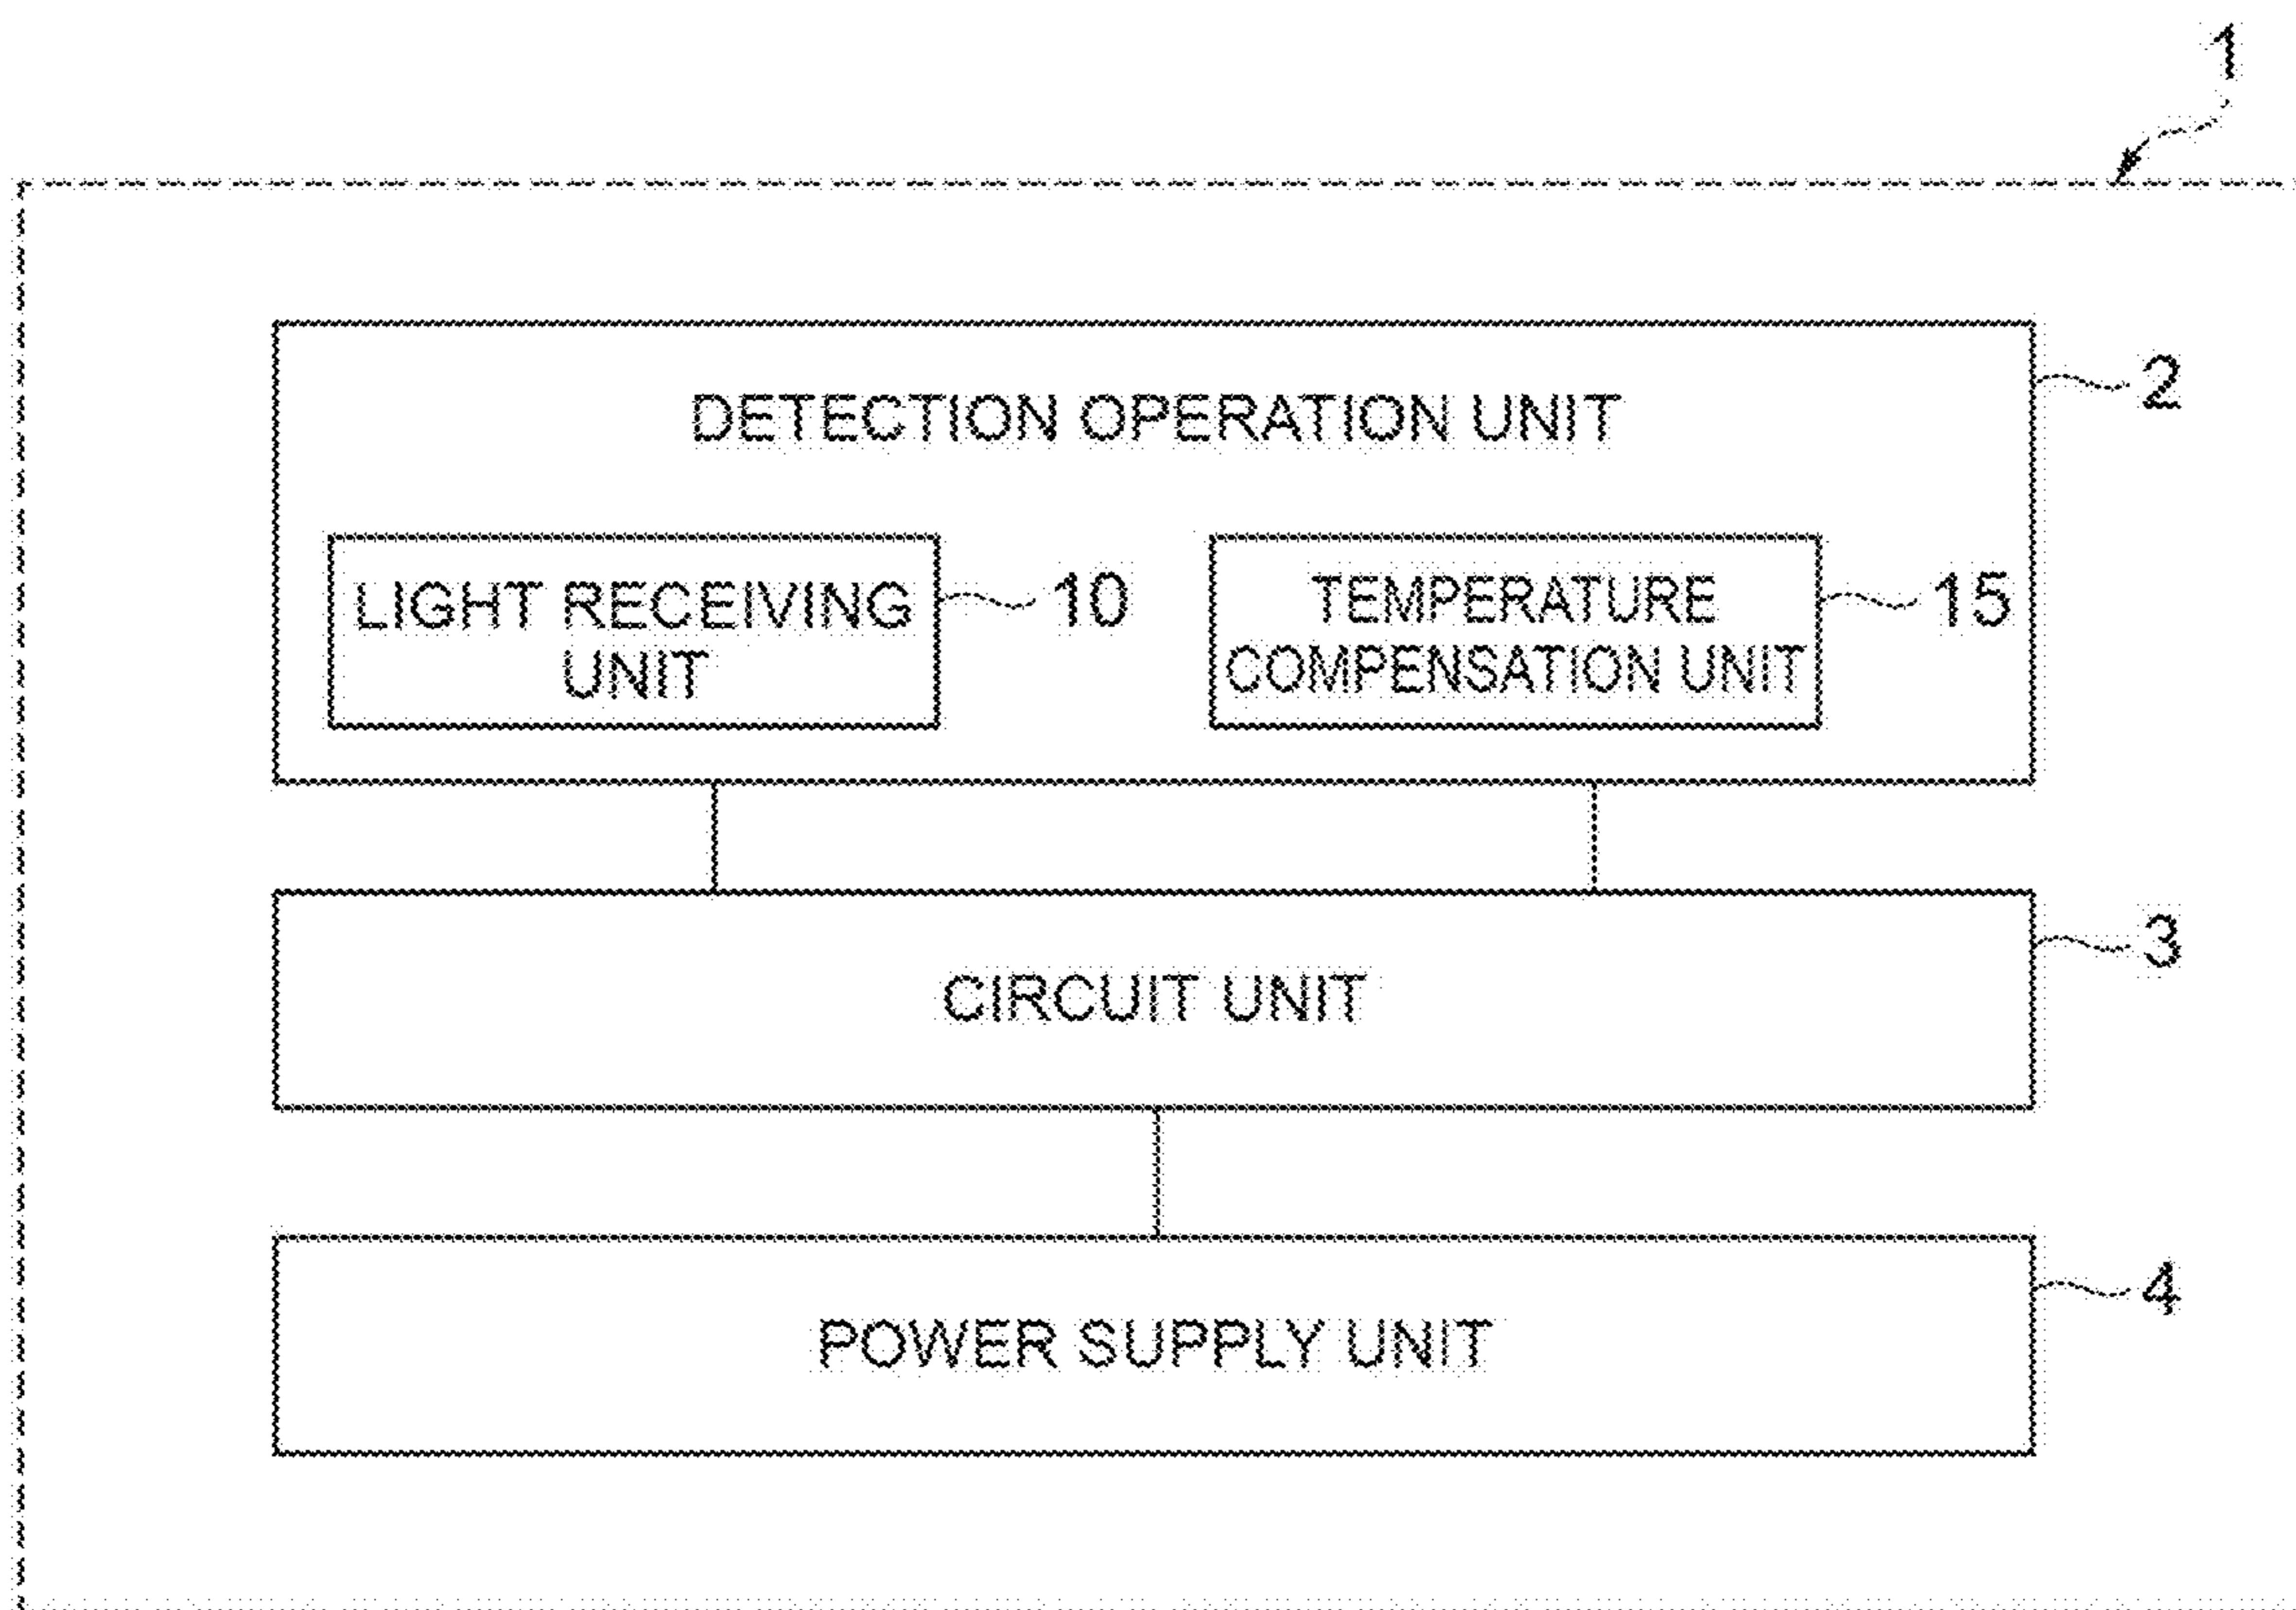 1
DETECTION OPERATION UNIT
2
LIGHT RECEIVING
UNIT
10
TEMPERATURE
COMPENSATION UNIT
15
CIRCUIT UNIT
3
POWER SUPPLY UNIT
4